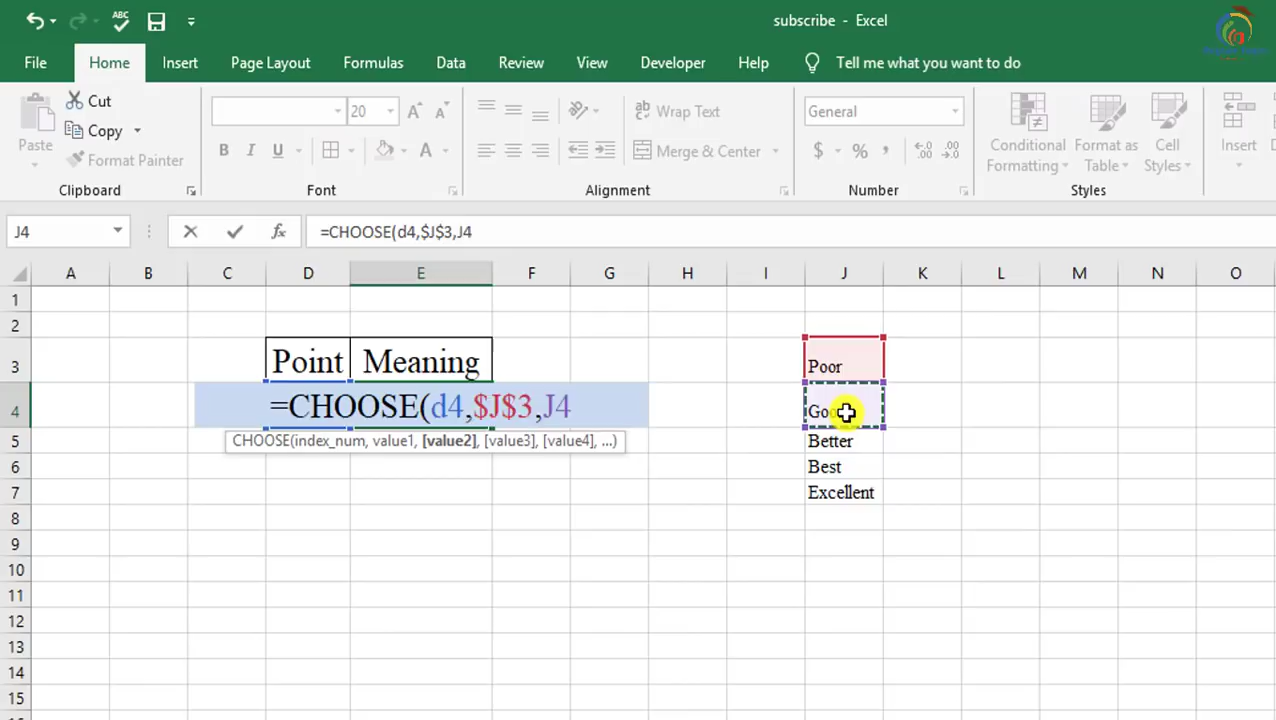 ABC
subscribe - Excel
File Home Insert Page Layout Formulas Data Review View Developer Help Tell me what you want to do
Paste
Cut
Copy
Format Painter
Clipboard
20
B I U
Font
ab Wrap Text
Merge & Center
Alignment
General
$ % ,
Number
Conditional Formatting
Format as Table
Cell Styles
Styles
Insert
J4 fx =CHOOSE(d4,$J$3,J4
A B C D E F G H I J K L M N O
1
2
3 Point Meaning Poor
4 =CHOOSE(d4,$J$3,J4
CHOOSE(index_num, value1, [value2], [value3], [value4], ...)
5 Better
6 Best
7 Excellent
8
9
10
11
12
13
14
15